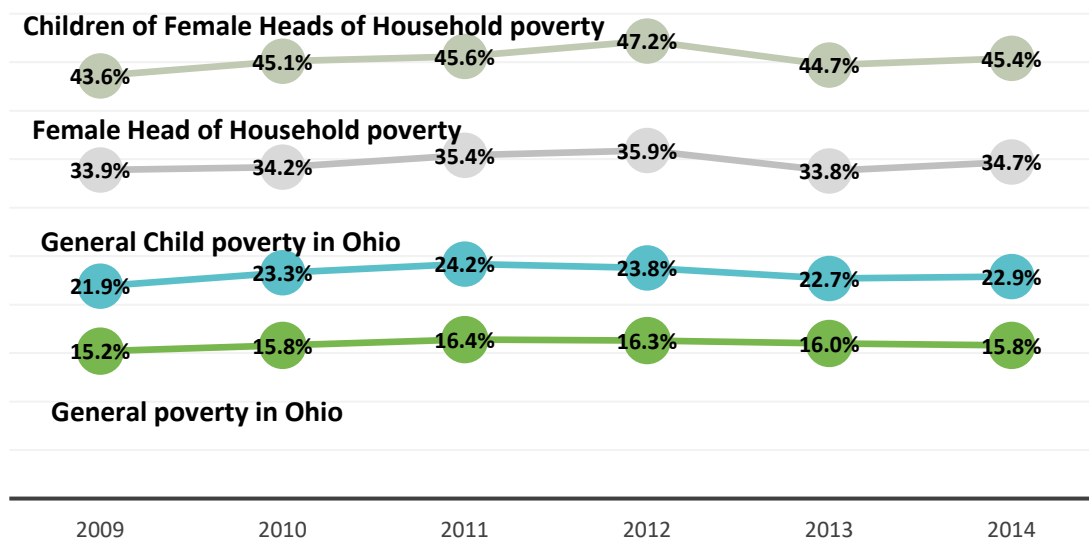 Children of Female Heads of Household poverty
43.6% 45.1% 45.6% 47.2% 44.7% 45.4%
Female Head of Household poverty
33.9% 34.2% 35.4% 35.9% 33.8% 34.7%
General Child poverty in Ohio
21.9% 23.3% 24.2% 23.8% 22.7% 22.9%
15.2% 15.8% 16.4% 16.3% 16.0% 15.8%
General poverty in Ohio
2009 2010 2011 2012 2013 2014